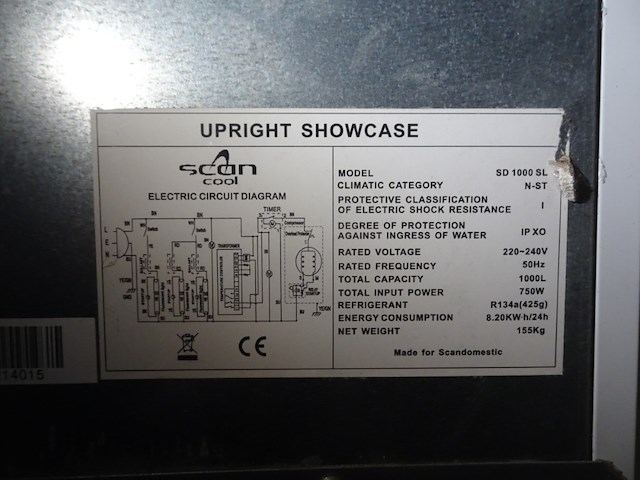 UPRIGHT SHOWCASE
scan
cool
ELECTRIC CIRCUIT DIAGRAM
TIMER
MODEL SD 1000 SL
CLIMATIC CATEGORY N-ST
PROTECTIVE CLASSIFICATION
OF ELECTRIC SHOCK RESISTANCE I
DEGREE OF PROTECTION
AGAINST INGRESS OF WATER IP XO
RATED VOLTAGE 220~240V
RATED FREQUENCY 50Hz
TOTAL CAPACITY 1000L
TOTAL INPUT POWER 750W
REFRIGERANT R134a(425g)
ENERGY CONSUMPTION 8.20KW·h/24h
NET WEIGHT 155Kg
Made for Scandomestic
CE
14015